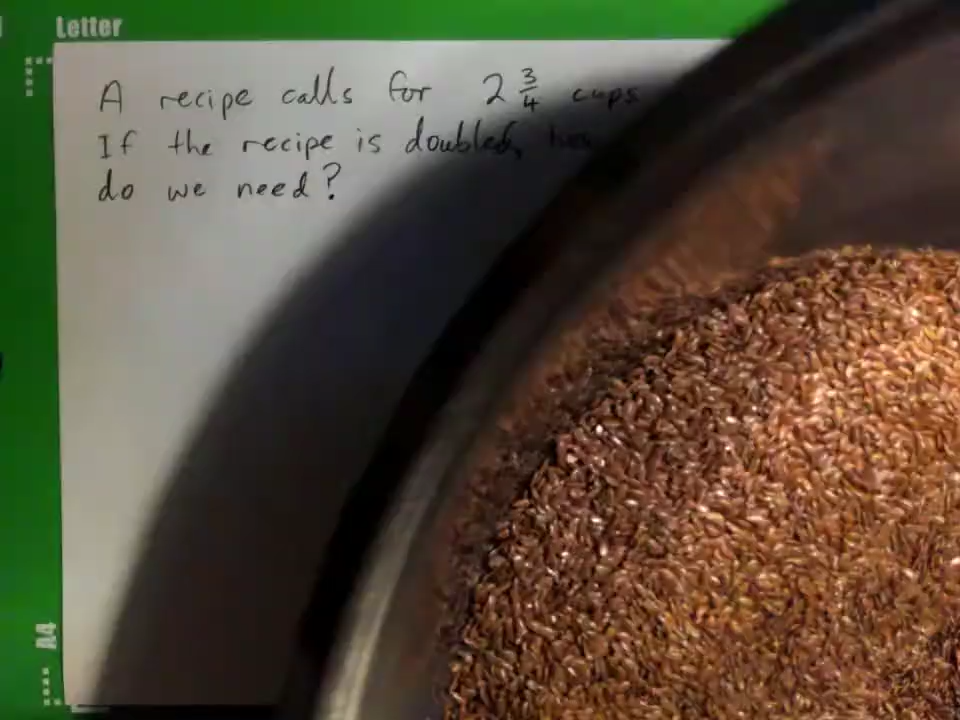 Letter
A recipe calls for 2 3/4 cups
If the recipe is doubled,
do we need?
A4